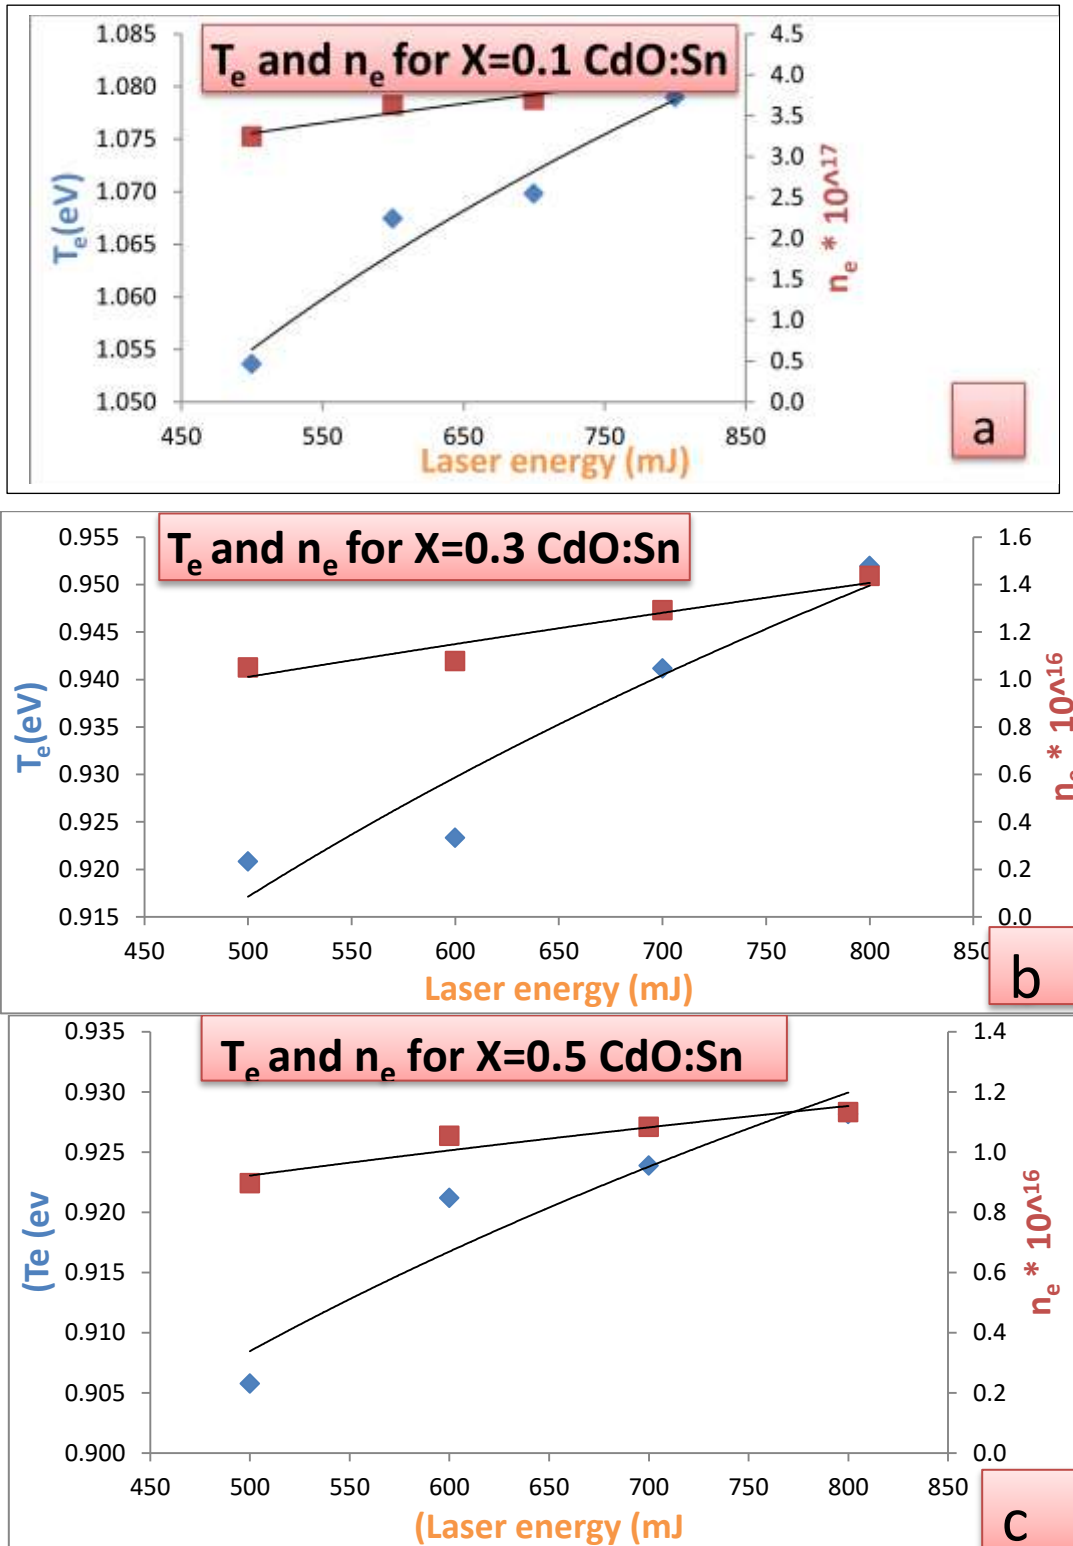 Te and ne for X=0.1 CdO:Sn
1.085
1.080
1.075
1.070
1.065
1.060
1.055
1.050
Te(eV)
4.5
4.0
3.5
3.0
2.5
2.0
1.5
1.0
0.5
0.0
ne * 10^17
450 550 650 750 850
Laser energy (mJ)
a
Te and ne for X=0.3 CdO:Sn
0.955
0.950
0.945
0.940
0.935
0.930
0.925
0.920
0.915
Te(eV)
1.6
1.4
1.2
1.0
0.8
0.6
0.4
0.2
0.0
ne * 10^16
450 500 550 600 650 700 750 800 850
Laser energy (mJ)
b
Te and ne for X=0.5 CdO:Sn
0.935
0.930
0.925
0.920
0.915
0.910
0.905
0.900
(Te (ev
1.4
1.2
1.0
0.8
0.6
0.4
0.2
0.0
ne * 10^16
450 500 550 600 650 700 750 800 850
(Laser energy (mJ
c